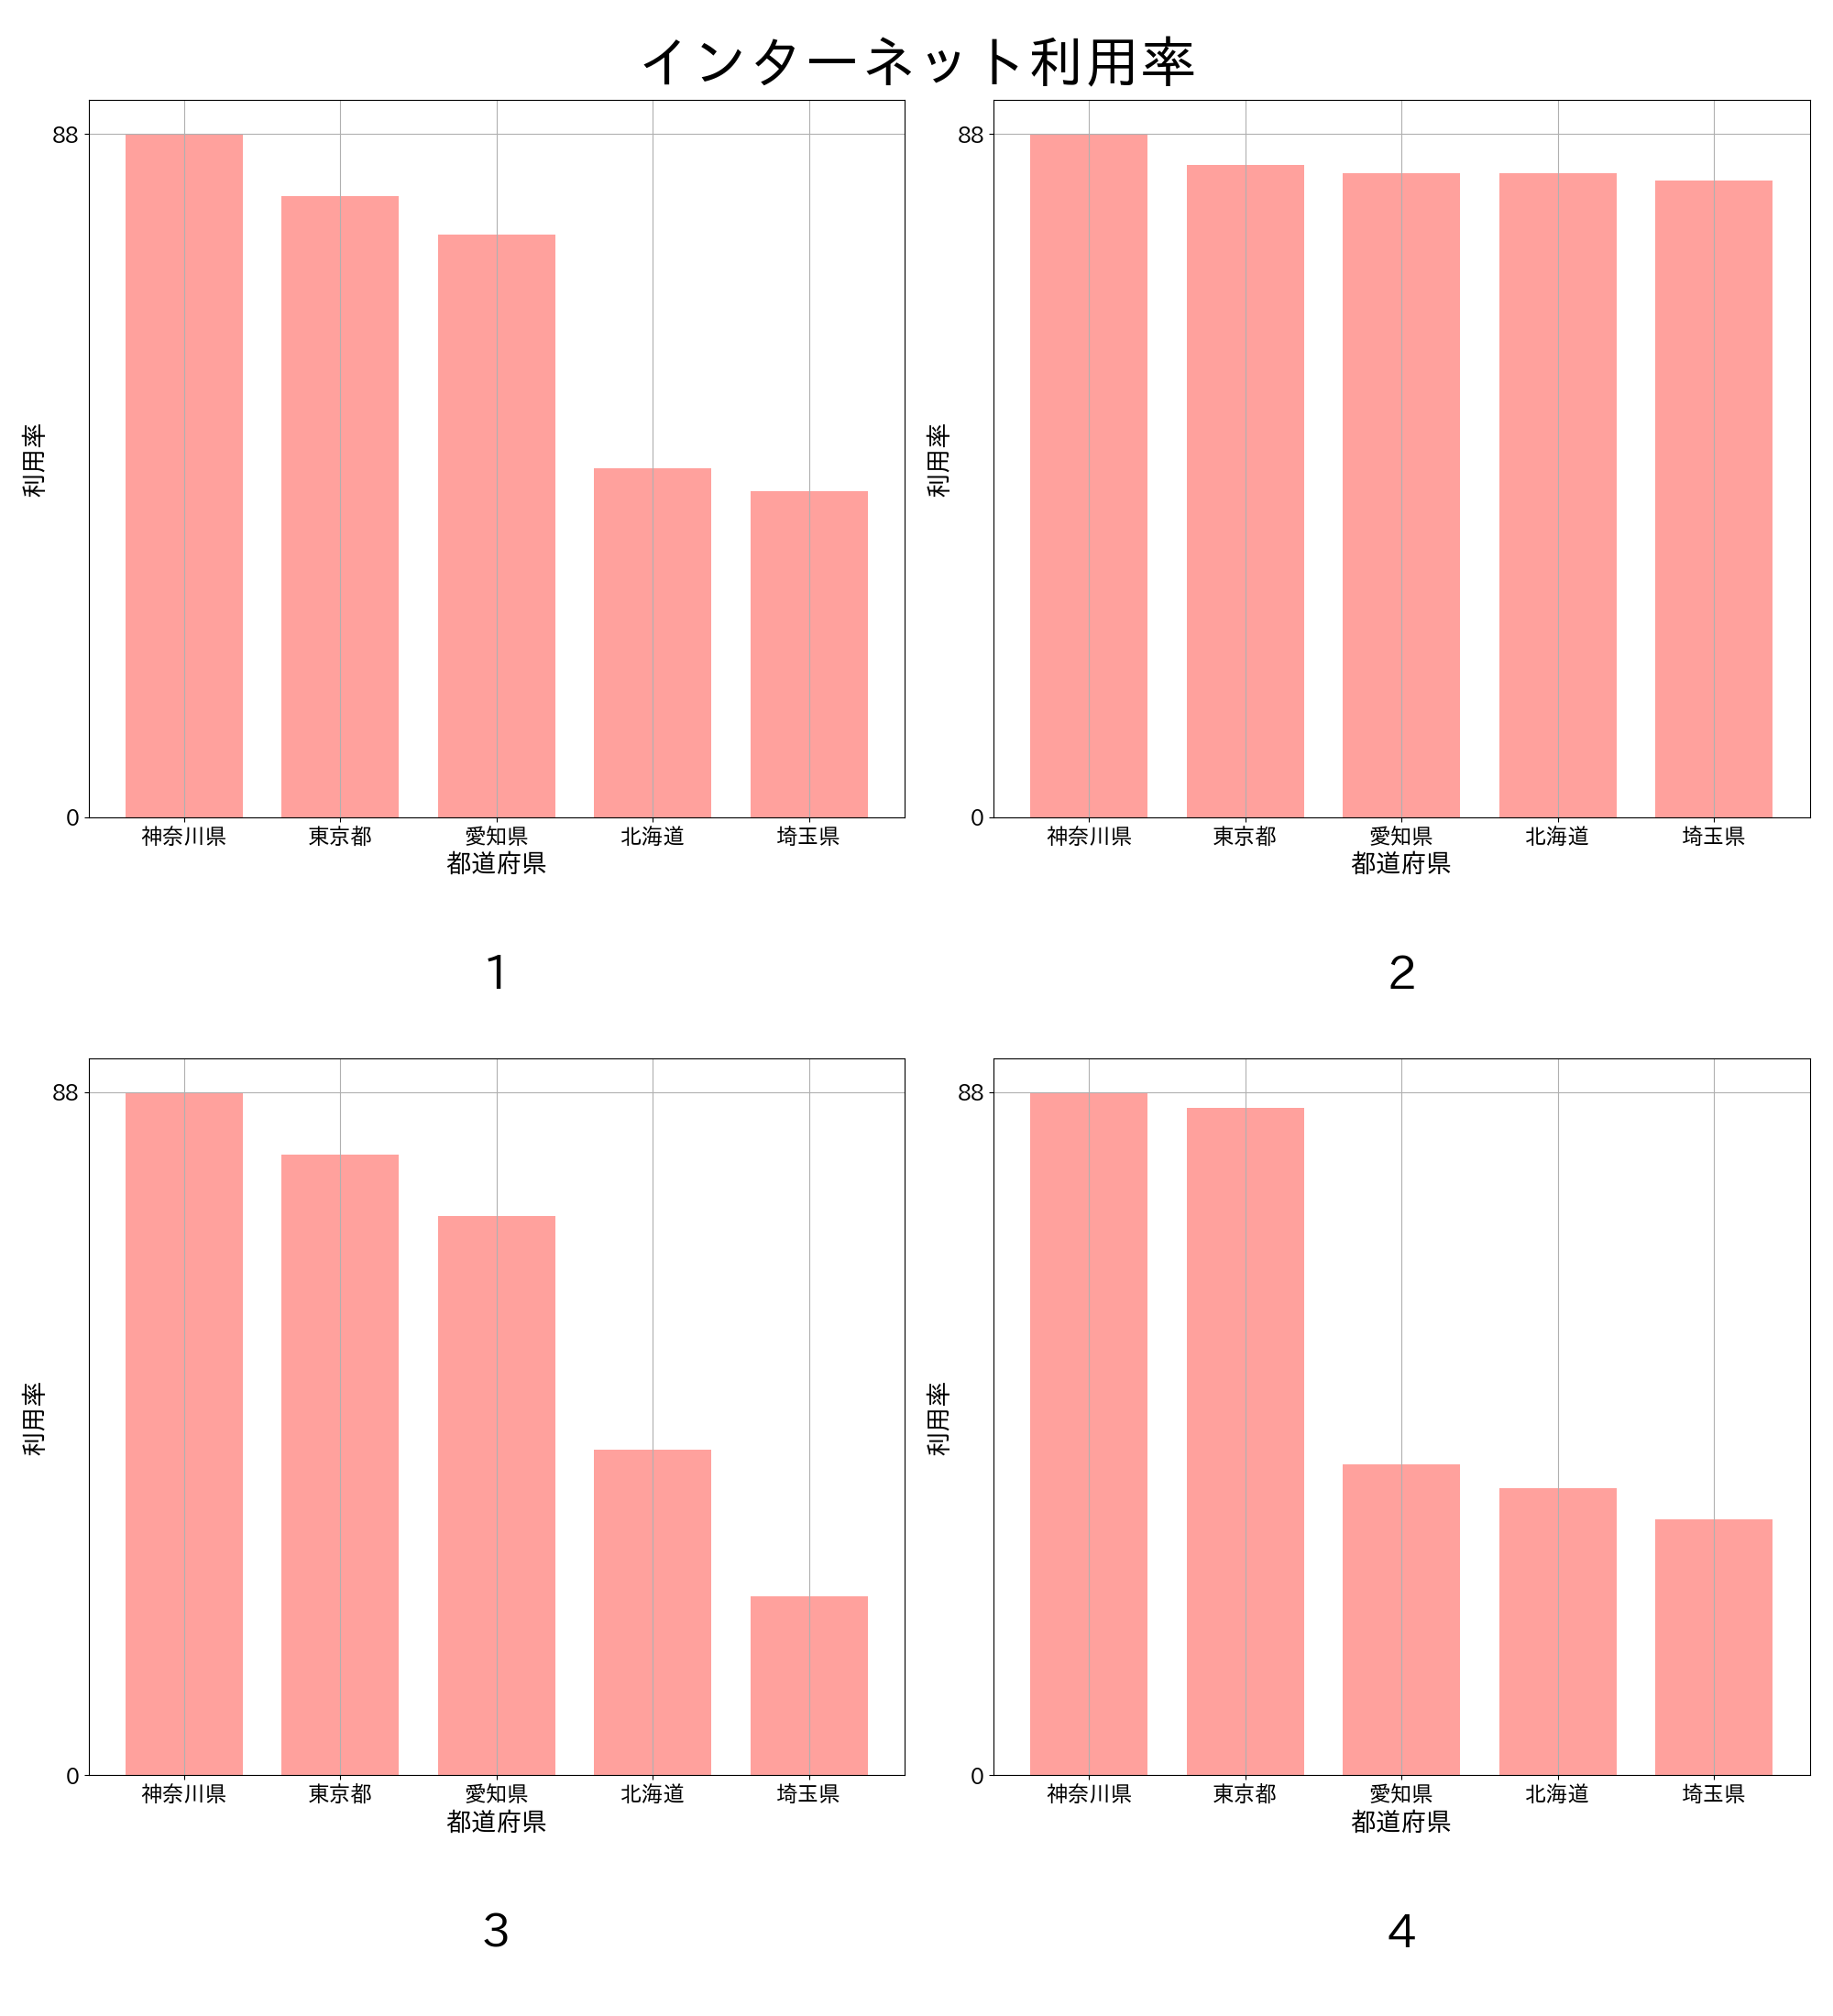 インターネット利用率
88
0
利用率
神奈川県 東京都 愛知県 北海道 埼玉県
都道府県
1
88
0
利用率
神奈川県 東京都 愛知県 北海道 埼玉県
都道府県
2
88
0
利用率
神奈川県 東京都 愛知県 北海道 埼玉県
都道府県
3
88
0
利用率
神奈川県 東京都 愛知県 北海道 埼玉県
都道府県
4